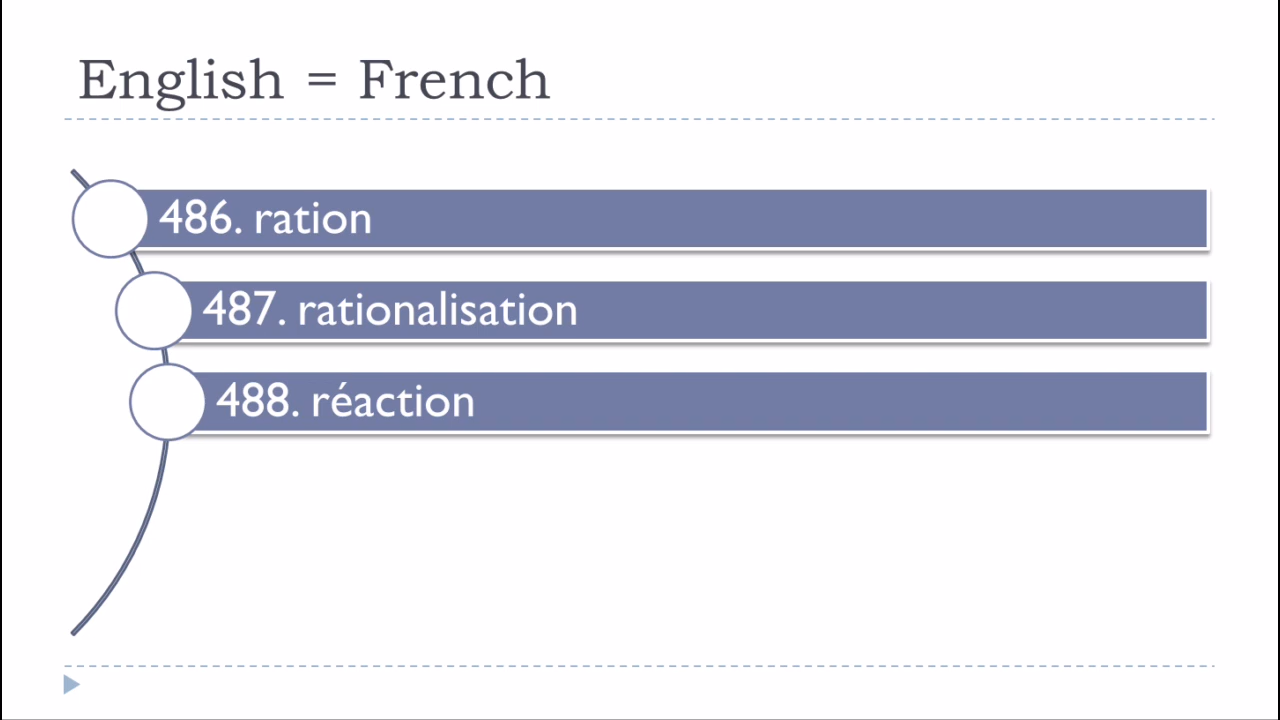 English = French
486. ration
487. rationalisation
488. réaction